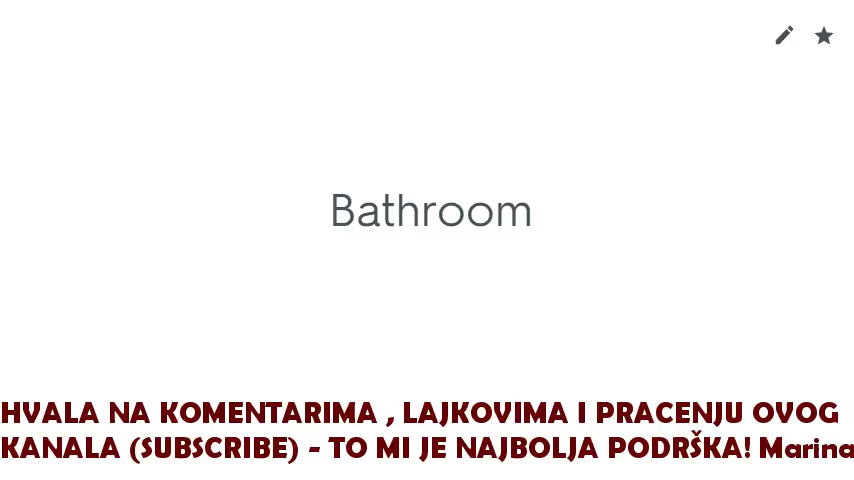 Bathroom
HVALA NA KOMENTARIMA , LAJKOVIMA I PRACENJU OVOG
KANALA (SUBSCRIBE) - TO MI JE NAJBOLJA PODRŠKA! Marina